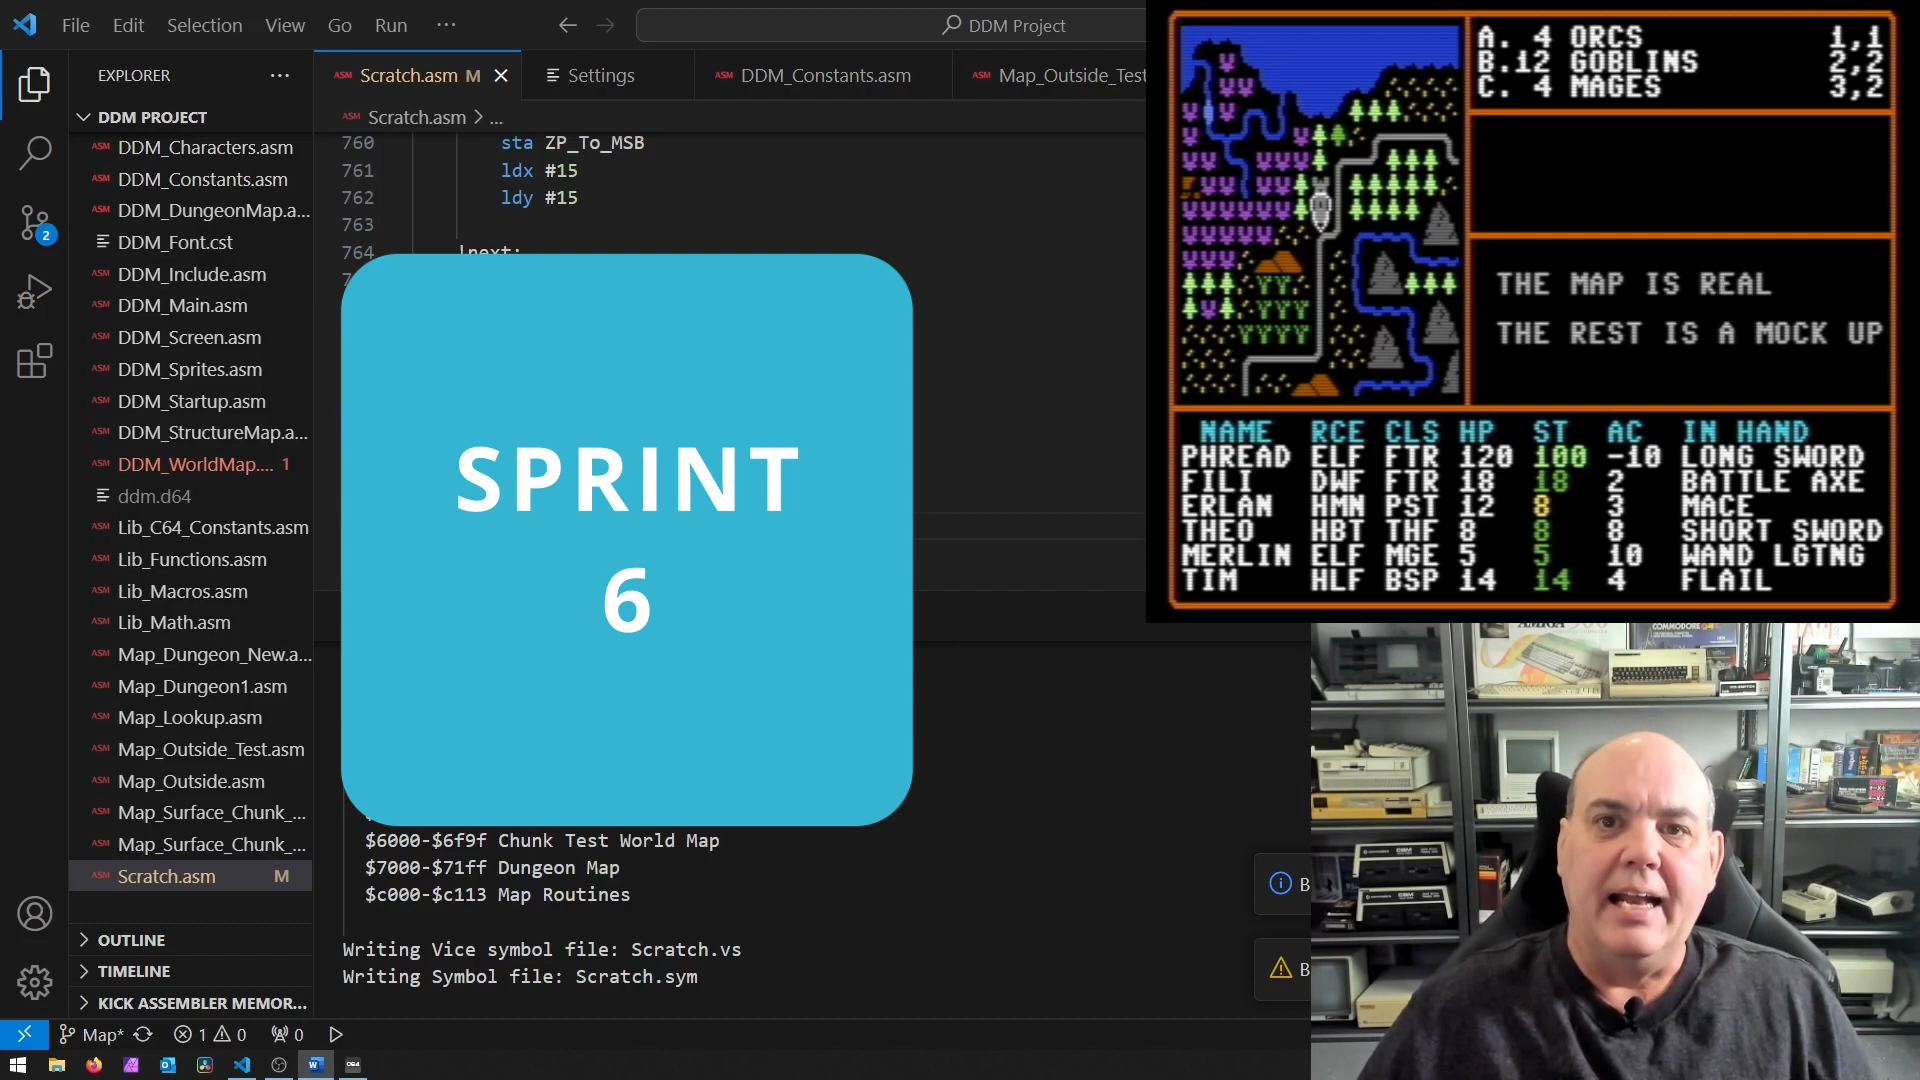 File Edit Selection View Go Run ···
DDM Project
EXPLORER
Scratch.asm M
Settings
DDM_Constants.asm
Map_Outside_Test
DDM PROJECT
Scratch.asm > ...
DDM_Characters.asm
DDM_Constants.asm
DDM_DungeonMap.a...
DDM_Font.cst
DDM_Include.asm
DDM_Main.asm
DDM_Screen.asm
DDM_Sprites.asm
DDM_Startup.asm
DDM_StructureMap.a...
DDM_WorldMap.... 1
ddm.d64
Lib_C64_Constants.asm
Lib_Functions.asm
Lib_Macros.asm
Lib_Math.asm
Map_Dungeon_New.a...
Map_Dungeon1.asm
Map_Lookup.asm
Map_Outside_Test.asm
Map_Outside.asm
Map_Surface_Chunk_...
Map_Surface_Chunk_...
Scratch.asm M
OUTLINE
TIMELINE
KICK ASSEMBLER MEMOR...
760 sta ZP_To_MSB
761 ldx #15
762 ldy #15
763
764 !next:
SPRINT
6
$6000-$6f9f Chunk Test World Map
$7000-$71ff Dungeon Map
$c000-$c113 Map Routines
Writing Vice symbol file: Scratch.vs
Writing Symbol file: Scratch.sym
B
B
Map* 1 0 0
2
A. 4 ORCS 1,1
B.12 GOBLINS 2,2
C. 4 MAGES 3,2
THE MAP IS REAL
THE REST IS A MOCK UP
NAME RCE CLS HP ST AC IN HAND
PHREAD ELF FTR 120 100 -10 LONG SWORD
FILI DWF FTR 18 18 2 BATTLE AXE
ERLAN HMN PST 12 8 3 MACE
THEO HBT THF 8 8 8 SHORT SWORD
MERLIN ELF MGE 5 5 10 WAND LGTNG
TIM HLF BSP 14 14 4 FLAIL